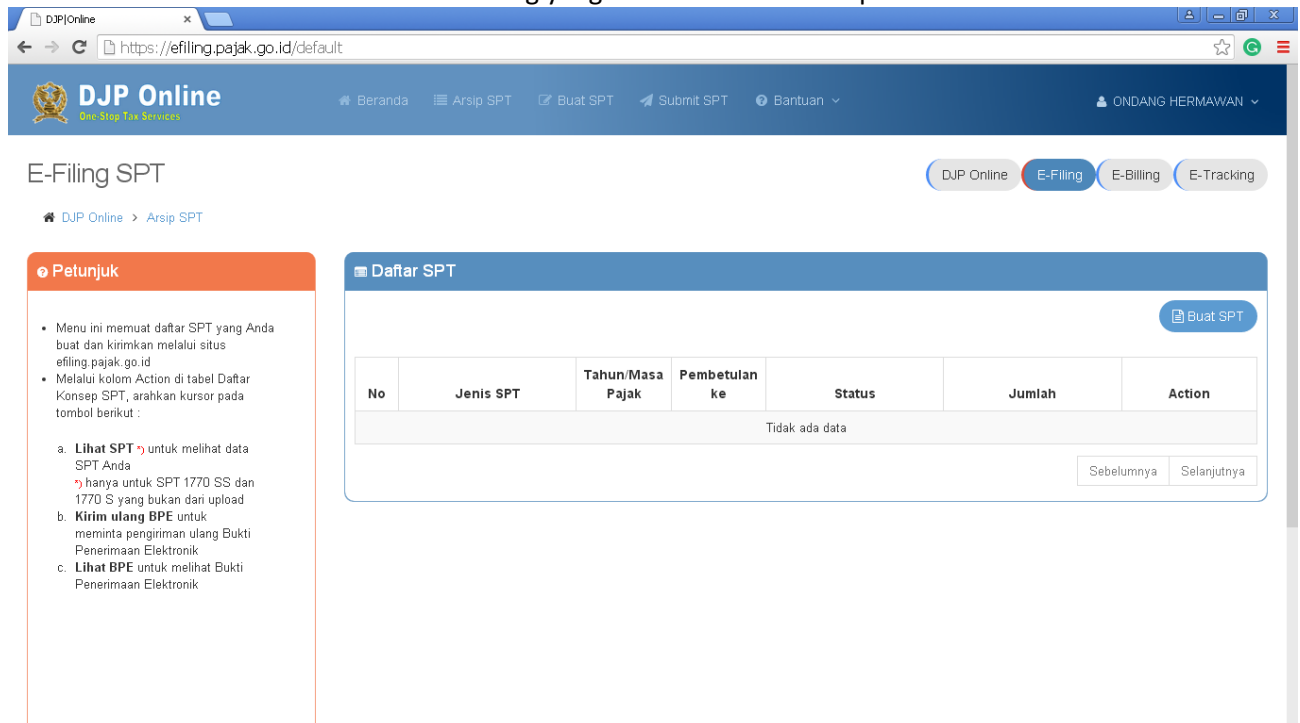 DJP|Online
https://efiling.pajak.go.id/default
DJP Online
One-Stop Tax Services
Beranda Arsip SPT Buat SPT Submit SPT Bantuan
ONDANG HERMAWAN
E-Filing SPT
DJP Online E-Filing E-Billing E-Tracking
DJP Online > Arsip SPT
Petunjuk
• Menu ini memuat daftar SPT yang Anda
buat dan kirimkan melalui situs
efiling.pajak.go.id
• Melalui kolom Action di tabel Daftar
Konsep SPT, arahkan kursor pada
tombol berikut :
a. Lihat SPT *) untuk melihat data
SPT Anda
*) hanya untuk SPT 1770 SS dan
1770 S yang bukan dari upload
b. Kirim ulang BPE untuk
meminta pengiriman ulang Bukti
Penerimaan Elektronik
c. Lihat BPE untuk melihat Bukti
Penerimaan Elektronik
Daftar SPT
Buat SPT
No Jenis SPT Tahun/Masa Pajak Pembetulan ke Status Jumlah Action
Tidak ada data
Sebelumnya Selanjutnya